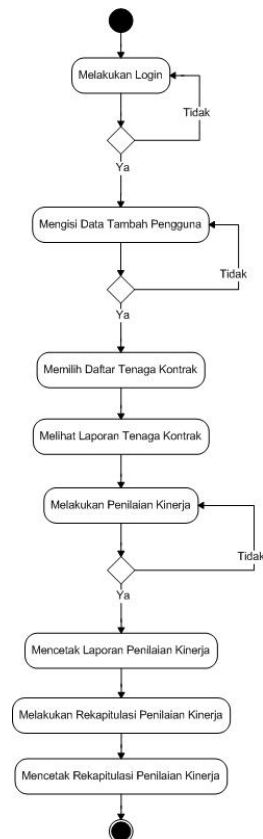 Melakukan Login
Tidak
Ya
Mengisi Data Tambah Pengguna
Tidak
Ya
Memilih Daftar Tenaga Kontrak
Melihat Laporan Tenaga Kontrak
Melakukan Penilaian Kinerja
Tidak
Ya
Mencetak Laporan Penilaian Kinerja
Melakukan Rekapitulasi Penilaian Kinerja
Mencetak Rekapitulasi Penilaian Kinerja